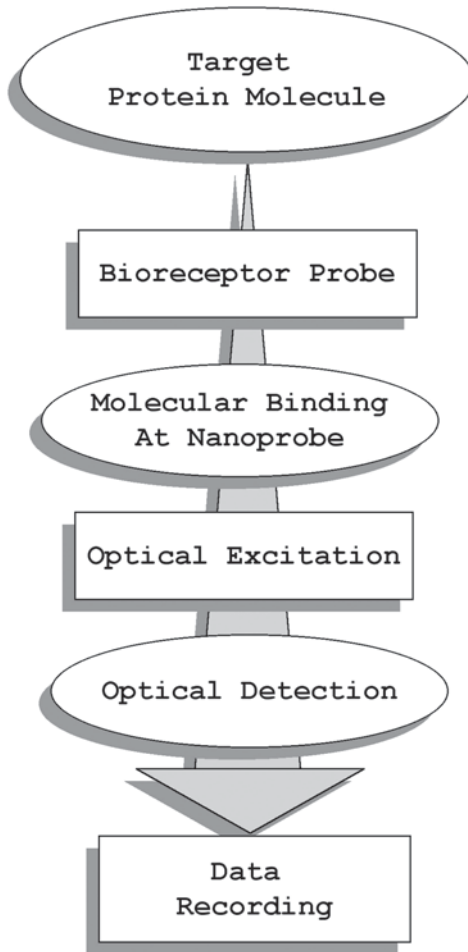 Target
Protein Molecule
Bioreceptor Probe
Molecular Binding
At Nanoprobe
Optical Excitation
Optical Detection
Data
Recording